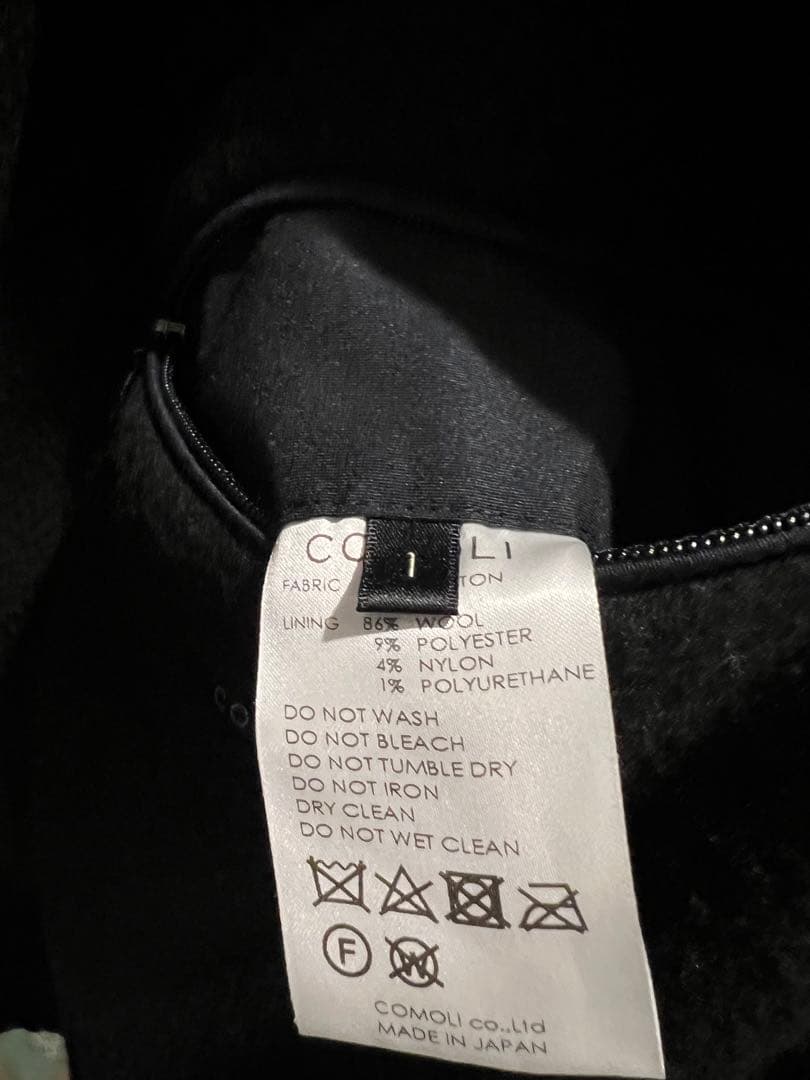 1
FABRIC
LINING 86% WOOL
9% POLYESTER
4% NYLON
1% POLYURETHANE
DO NOT WASH
DO NOT BLEACH
DO NOT TUMBLE DRY
DO NOT IRON
DRY CLEAN
DO NOT WET CLEAN
F
W
COMOLI co.,Ltd
MADE IN JAPAN